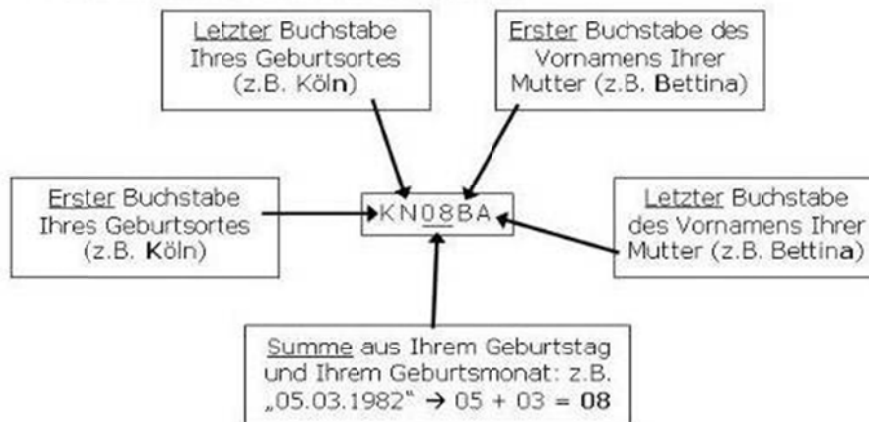 Letzter Buchstabe
Ihres Geburtsortes
(z.B. Köln)
Erster Buchstabe des
Vornamens Ihrer
Mutter (z.B. Bettina)
Erster Buchstabe
Ihres Geburtsortes
(z.B. Köln)
KN08BA
Letzter Buchstabe
des Vornamens Ihrer
Mutter (z.B. Bettina)
Summe aus Ihrem Geburtstag
und Ihrem Geburtsmonat: z.B.
„05.03.1982“ → 05 + 03 = 08